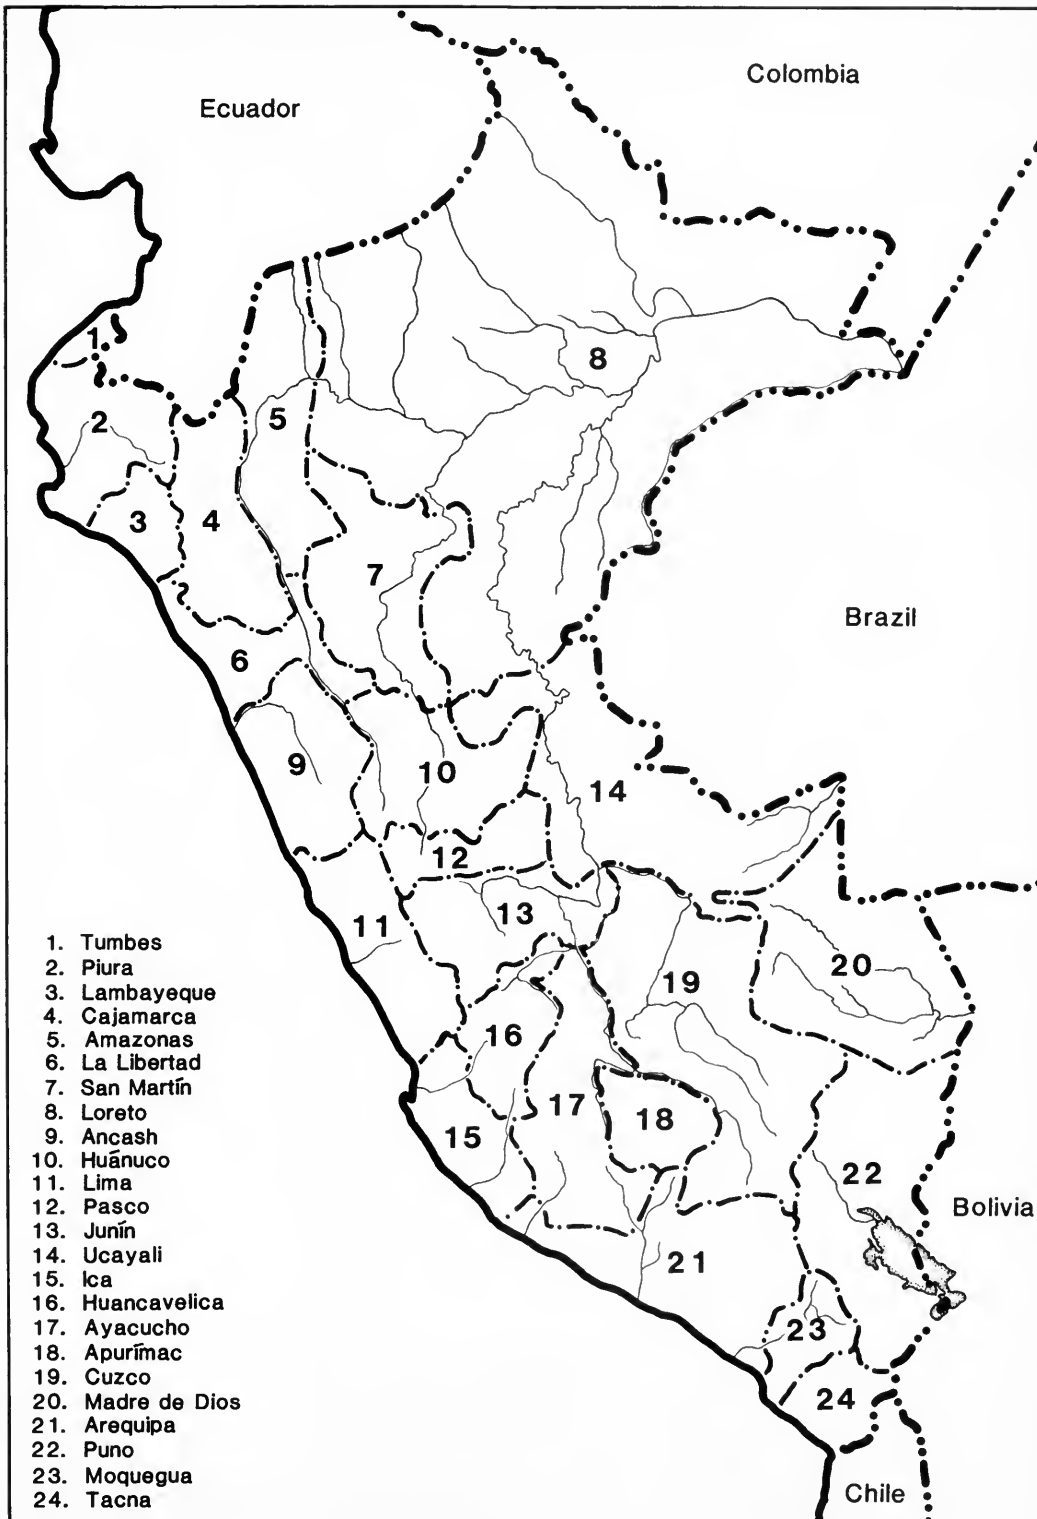 Colombia
Ecuador
1
8
2
5
3
4
7
Brazil
6
9
10
14
12
13
11
20
19
16
17
18
15
22
Bolivia
21
23
24
Chile
1. Tumbes
2. Piura
3. Lambayeque
4. Cajamarca
5. Amazonas
6. La Libertad
7. San Martín
8. Loreto
9. Ancash
10. Huánuco
11. Lima
12. Pasco
13. Junín
14. Ucayali
15. Ica
16. Huancavelica
17. Ayacucho
18. Apurímac
19. Cuzco
20. Madre de Dios
21. Arequipa
22. Puno
23. Moquegua
24. Tacna